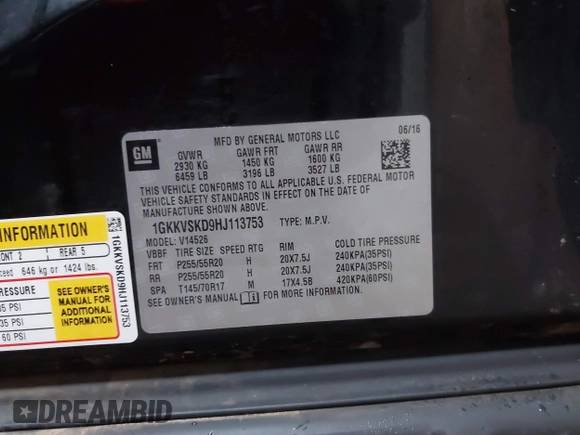 MFD BY GENERAL MOTORS LLC 06/16
GM
GVWR GAWR FRT GAWR RR
2930 KG 1450 KG 1600 KG
6459 LB 3196 LB 3527 LB
THIS VEHICLE CONFORMS TO ALL APPLICABLE U.S. FEDERAL MOTOR
VEHICLE SAFETY STANDARDS IN EFFECT ON THE DATE OF
MANUFACTURE SHOWN ABOVE.
1GKKVSKD9HJ113753 TYPE: M.P.V.
MODEL: V14526
VBBF TIRE SIZE SPEED RTG RIM COLD TIRE PRESSURE
FRT P255/55R20 H 20X7.5J 240KPA(35PSI)
RR P255/55R20 H 20X7.5J 240KPA(35PSI)
SPA T145/70R17 M 17X4.5B 420KPA(60PSI)
SEE OWNER'S MANUAL FOR MORE INFORMATION.
INFORMATION
FRONT 2 REAR 5
646 kg or 1424 lbs.
PRESSURE
35 PSI
35 PSI
60 PSI
SEE OWNER'S
MANUAL FOR
ADDITIONAL
INFORMATION
1GKKVSKD9HJ113753
DREAMBID